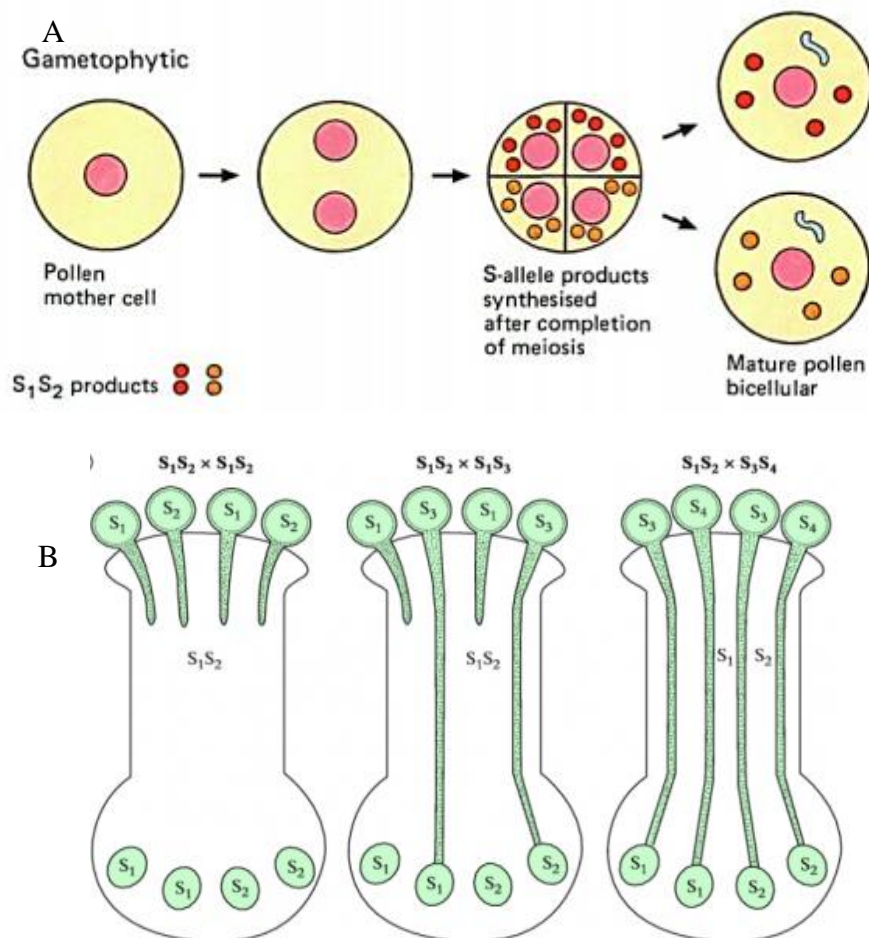 A
Gametophytic
Pollen
mother cell
S-allele products
synthesised
after completion
of meiosis
Mature pollen
bicellular
S₁S₂ products
)
S₁S₂ × S₁S₂
S₁S₂ × S₁S₃
S₁S₂ × S₃S₄
B
S₁ S₂ S₁ S₂
S₁ S₃ S₁ S₃
S₃ S₄ S₃ S₄
S₁S₂
S₁S₂
S₁ S₂
S₁ S₁ S₂ S₂
S₁ S₁ S₂ S₂
S₁ S₁ S₂ S₂